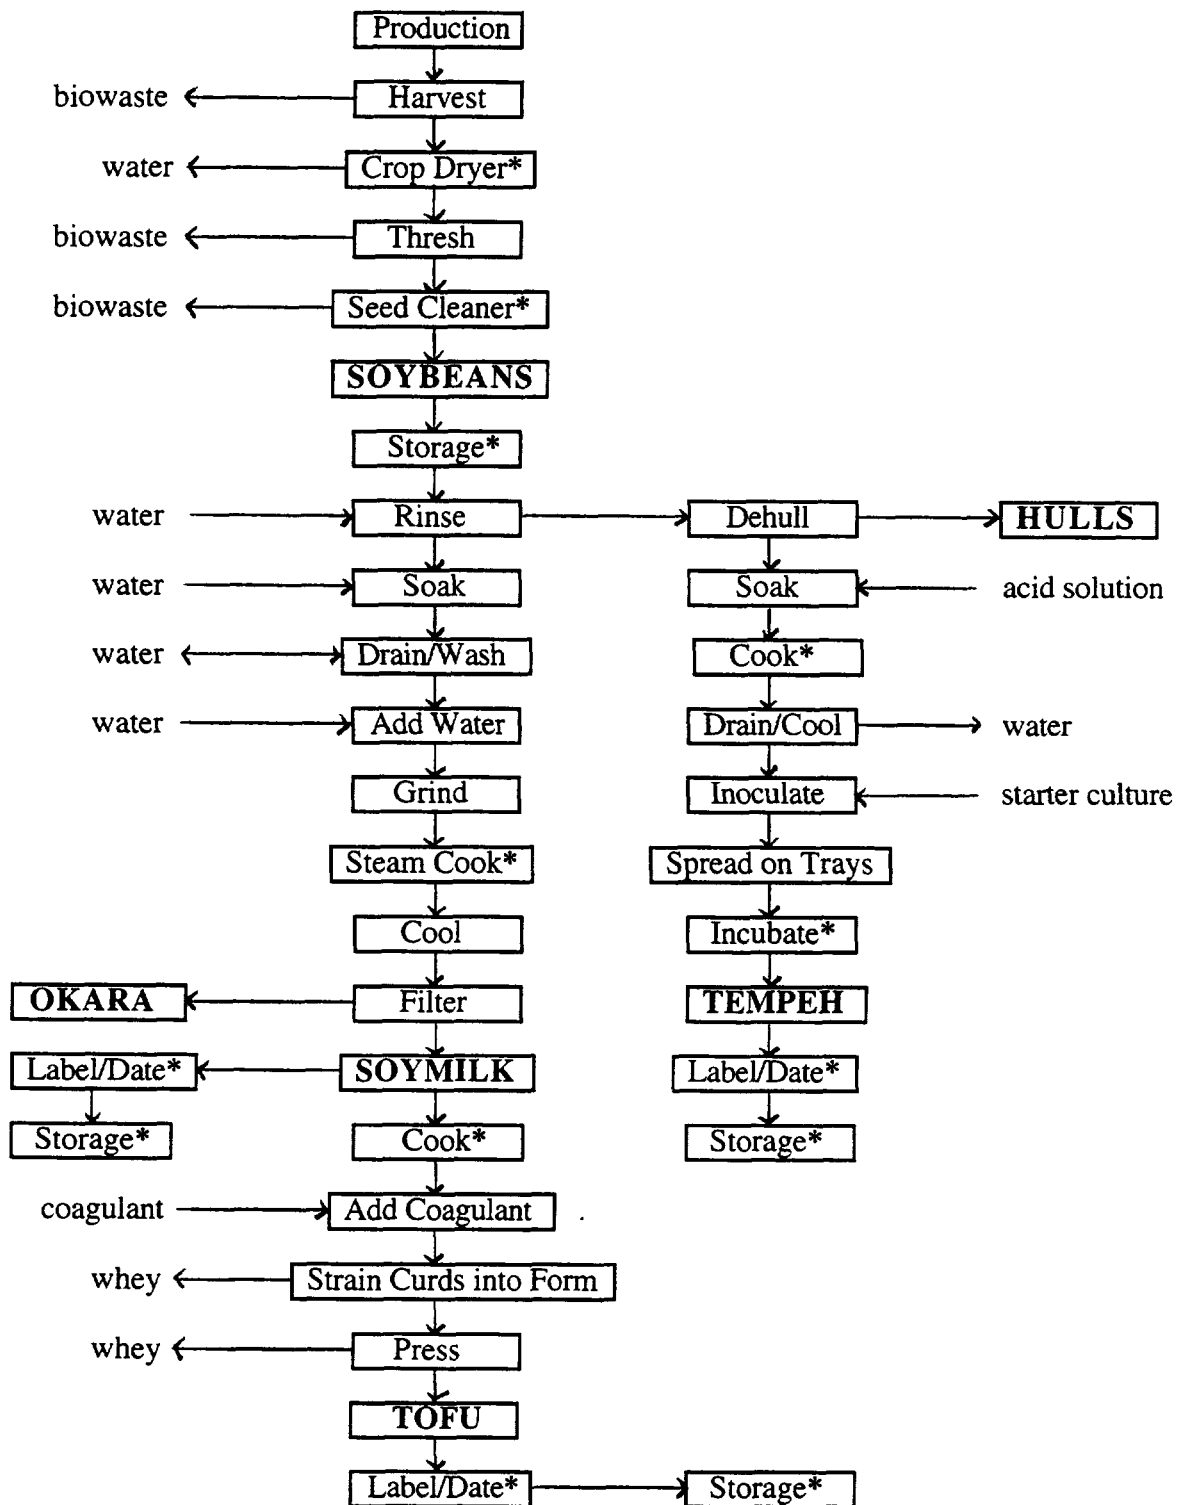 Production
biowaste
Harvest
water
Crop Dryer*
biowaste
Thresh
biowaste
Seed Cleaner*
SOYBEANS
Storage*
water
Rinse
Dehull
HULLS
water
Soak
Soak
acid solution
water
Drain/Wash
Cook*
water
Add Water
Drain/Cool
water
Grind
Inoculate
starter culture
Steam Cook*
Spread on Trays
Cool
Incubate*
OKARA
Filter
TEMPEH
Label/Date*
SOYMILK
Label/Date*
Storage*
Cook*
Storage*
coagulant
Add Coagulant
whey
Strain Curds into Form
whey
Press
TOFU
Label/Date*
Storage*